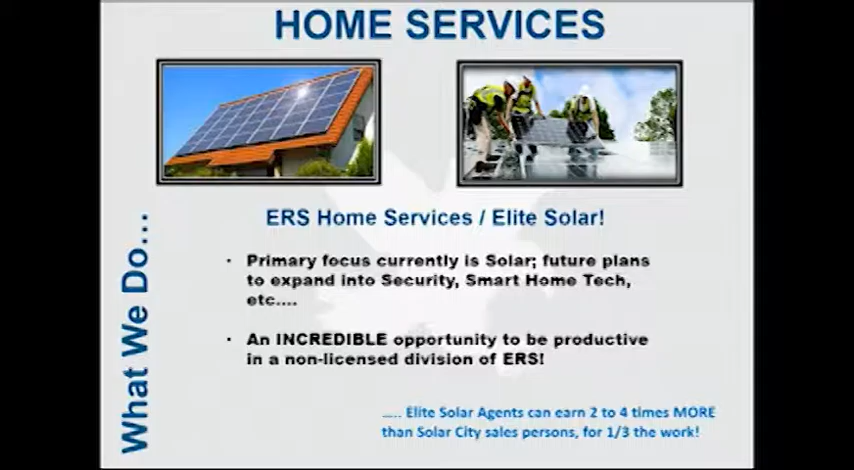 HOME SERVICES
What We Do...
ERS Home Services / Elite Solar!
· Primary focus currently is Solar; future plans
to expand into Security, Smart Home Tech,
etc....
· An INCREDIBLE opportunity to be productive
in a non-licensed division of ERS!
..... Elite Solar Agents can earn 2 to 4 times MORE
than Solar City sales persons, for 1/3 the work!